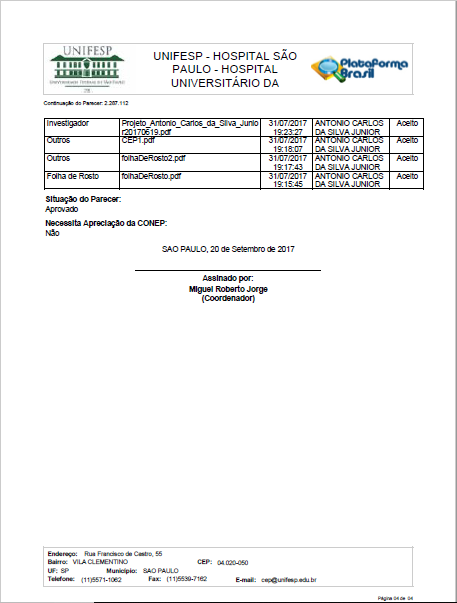 UNIFESP
UNIFESP - HOSPITAL SÃO
PAULO - HOSPITAL
UNIVERSITÁRIO DA
PlataForma
Brasil
Continuação do Parecer: 2.287.112
Investigador Projeto_Antonio_Carlos_da_Silva_Junio 31/07/2017 ANTONIO CARLOS Aceito
r20170619.pdf 19:23:27 DA SILVA JUNIOR
Outros CEP1.pdf 31/07/2017 ANTONIO CARLOS Aceito
19:18:07 DA SILVA JUNIOR
Outros folhaDeRosto2.pdf 31/07/2017 ANTONIO CARLOS Aceito
19:17:43 DA SILVA JUNIOR
Folha de Rosto folhaDeRosto.pdf 31/07/2017 ANTONIO CARLOS Aceito
19:15:45 DA SILVA JUNIOR
Situação do Parecer:
Aprovado
Necessita Apreciação da CONEP:
Não
SAO PAULO, 20 de Setembro de 2017
Assinado por:
Miguel Roberto Jorge
(Coordenador)
Endereço: Rua Francisco de Castro, 55
Bairro: VILA CLEMENTINO CEP: 04.020-050
UF: SP Município: SAO PAULO
Telefone: (11)5571-1062 Fax: (11)5539-7162 E-mail: cep@unifesp.edu.br
Página 04 de 04